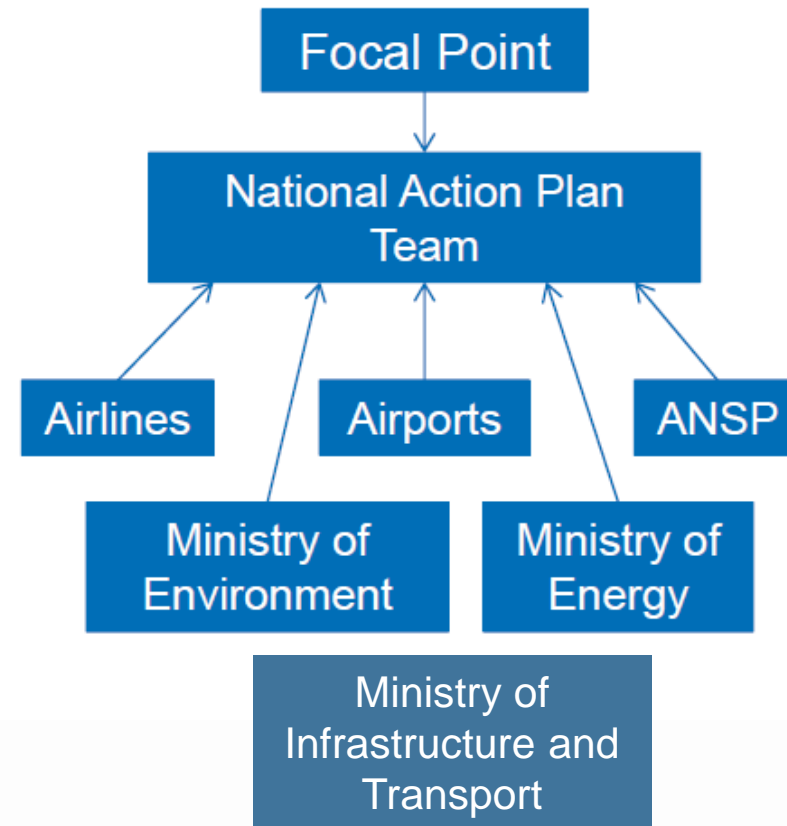 Focal Point
National Action Plan
Team
Airlines
Airports
ANSP
Ministry of
Environment
Ministry of
Energy
Ministry of
Infrastructure and
Transport